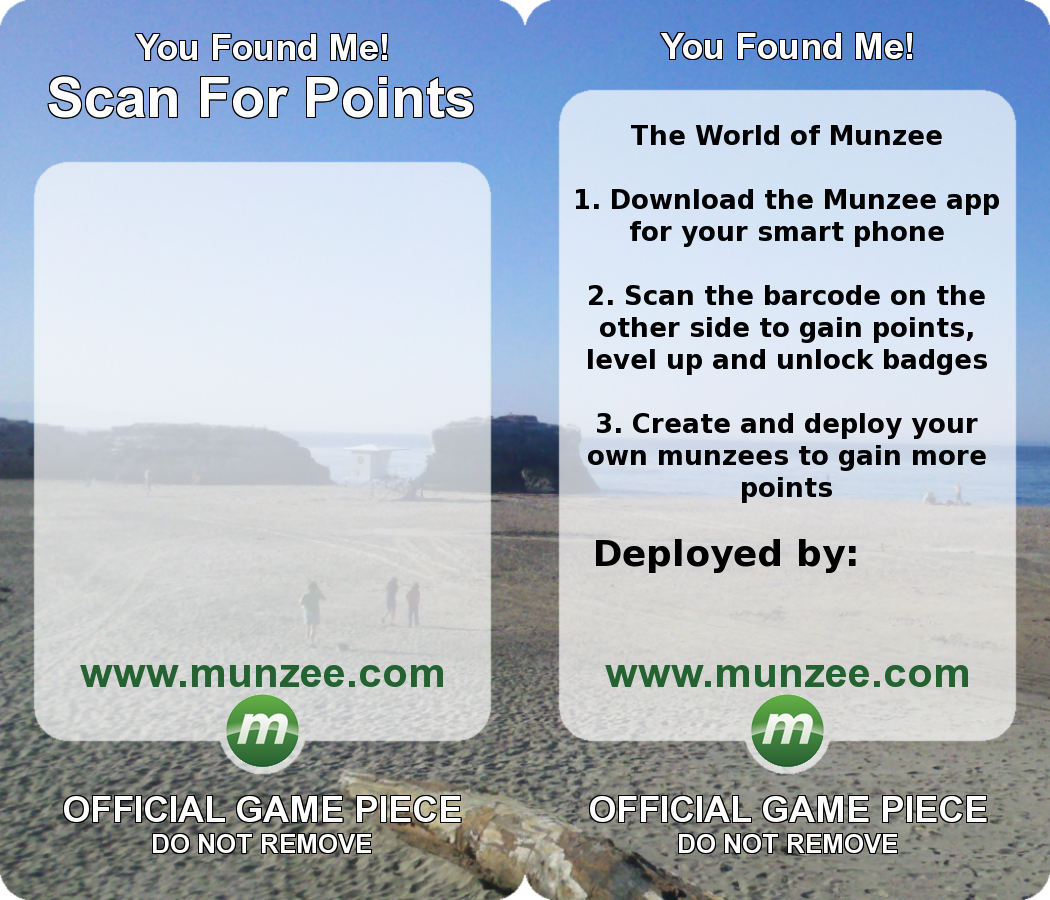 You Found Me!
Scan For Points
www.munzee.com
m
OFFICIAL GAME PIECE
DO NOT REMOVE
You Found Me!
The World of Munzee
1. Download the Munzee app
for your smart phone
2. Scan the barcode on the
other side to gain points,
level up and unlock badges
3. Create and deploy your
own munzees to gain more
points
Deployed by:
www.munzee.com
m
OFFICIAL GAME PIECE
DO NOT REMOVE